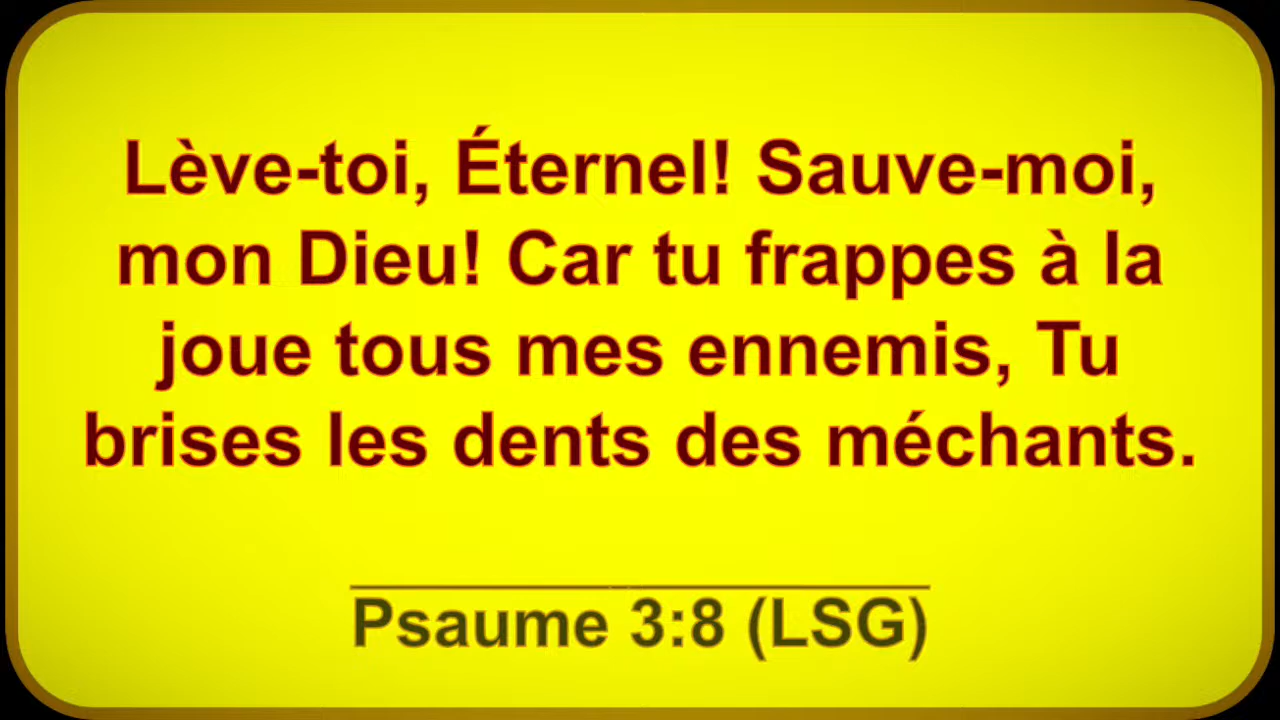 Lève-toi, Éternel! Sauve-moi,
mon Dieu! Car tu frappes à la
joue tous mes ennemis, Tu
brises les dents des méchants.
Psaume 3:8 (LSG)